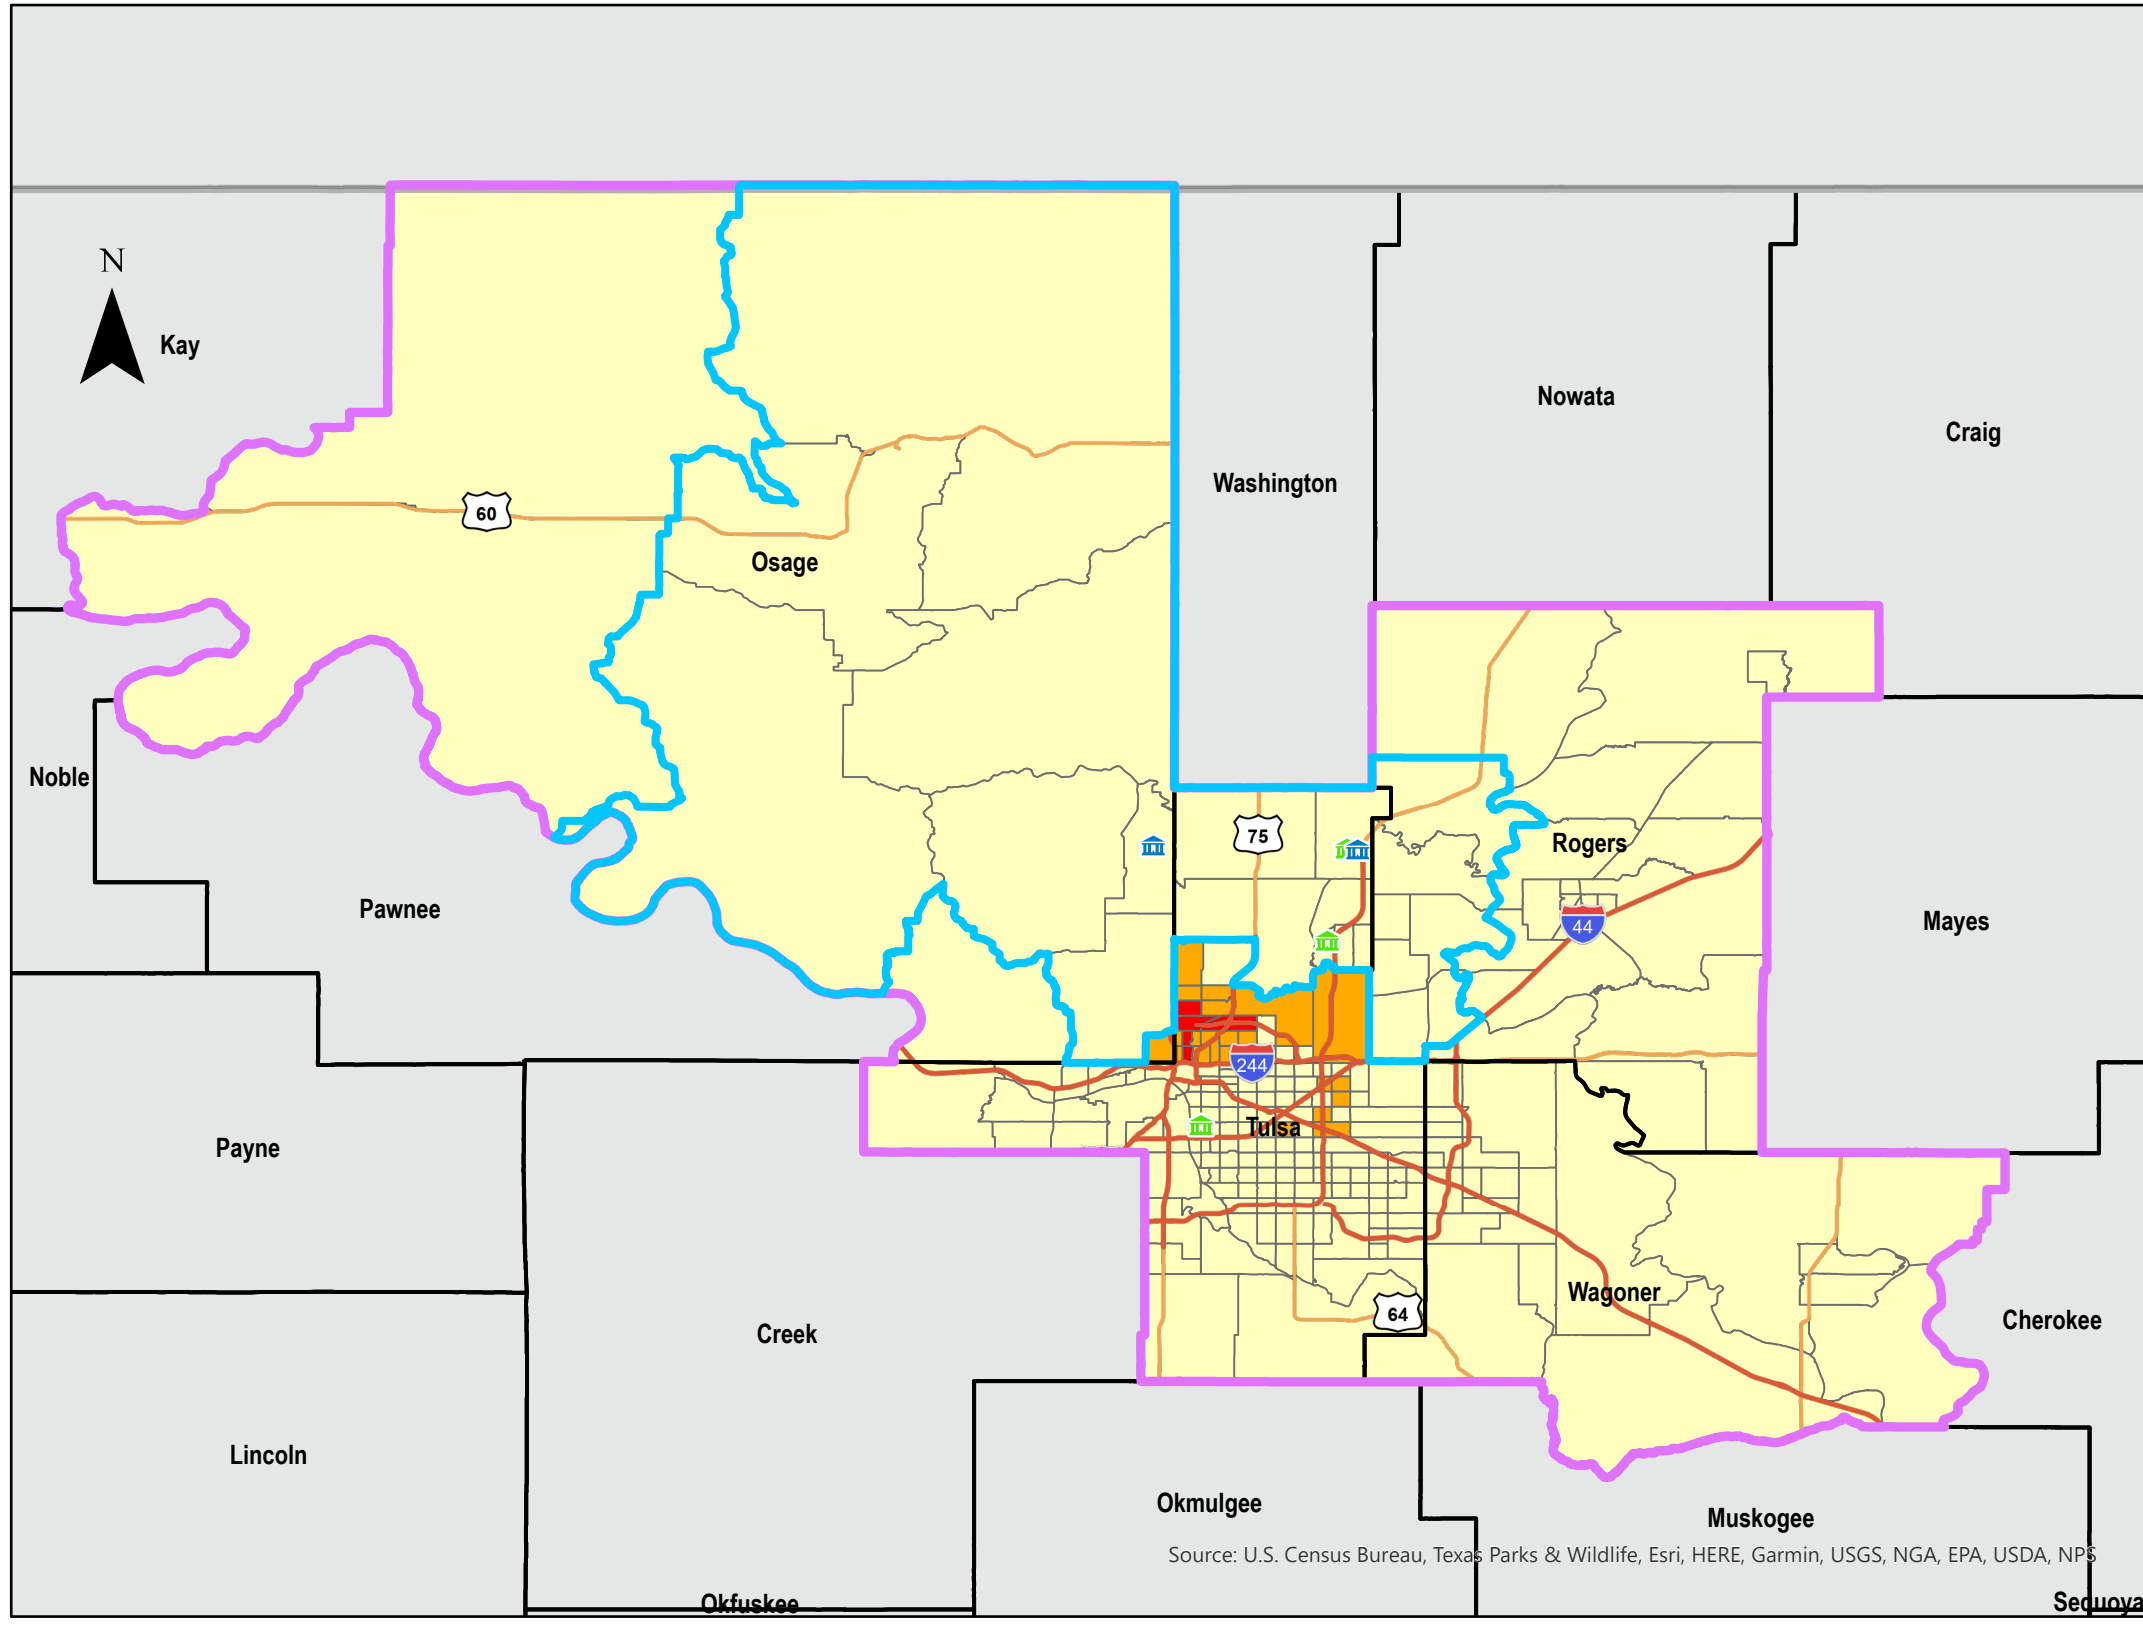 N
Kay
Nowata
Craig
Washington
60
Osage
Noble
75
Rogers
Pawnee
44
Mayes
244
Tulsa
Payne
Wagoner
64
Cherokee
Creek
Lincoln
Okmulgee
Muskogee
Source: U.S. Census Bureau, Texas Parks & Wildlife, Esri, HERE, Garmin, USGS, NGA, EPA, USDA, NPS
Okfuskee
Sequoya